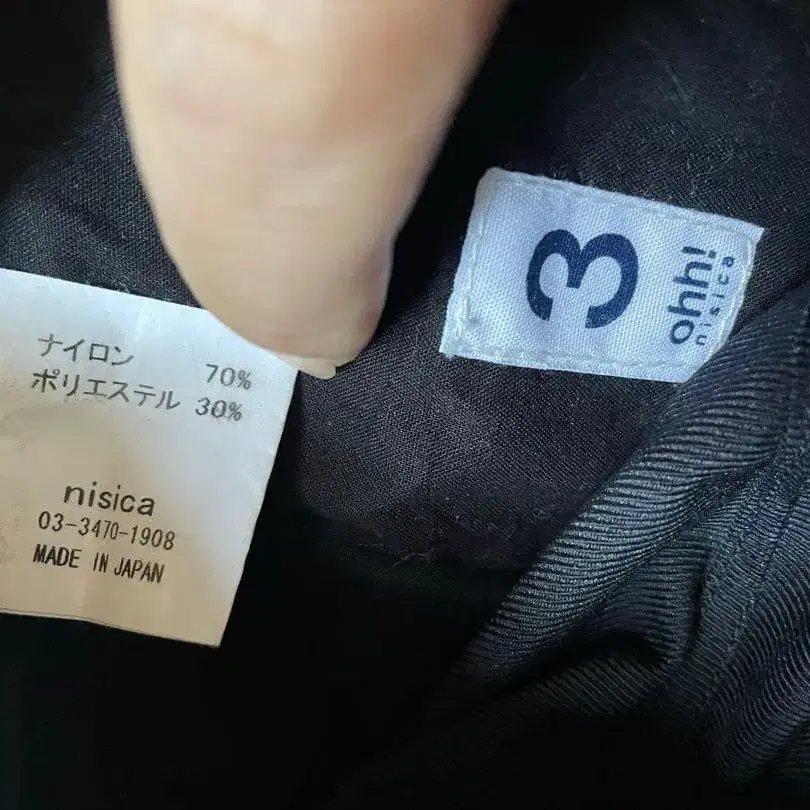 ナイロン 70%
ポリエステル 30%
nisica
03-3470-1908
MADE IN JAPAN
3
ohh!
nisica